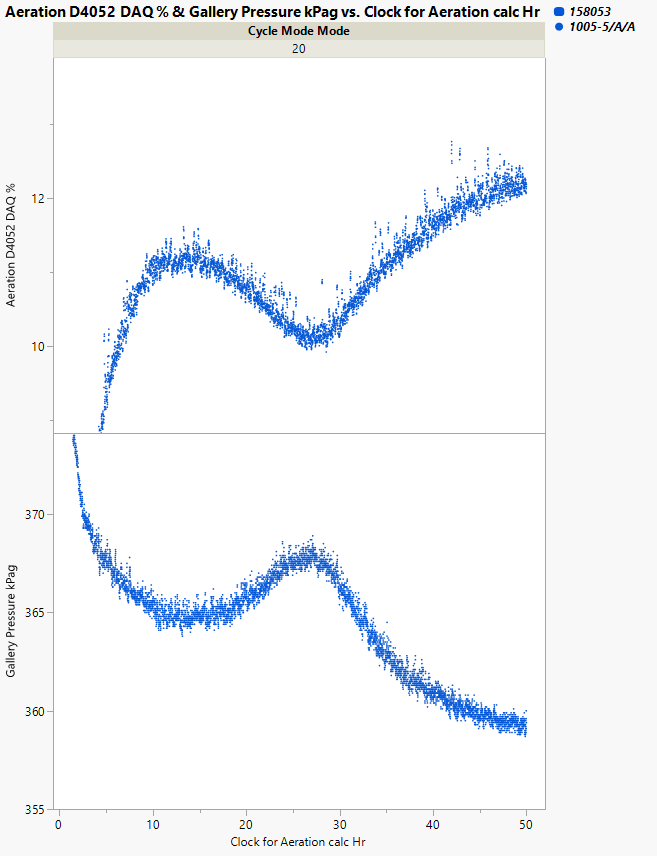 Aeration D4052 DAQ % & Gallery Pressure kPag vs. Clock for Aeration calc Hr
158053
1005-5/A/A
Cycle Mode Mode
20
Aeration D4052 DAQ %
12
10
Gallery Pressure kPag
370
365
360
355
0 10 20 30 40 50
Clock for Aeration calc Hr